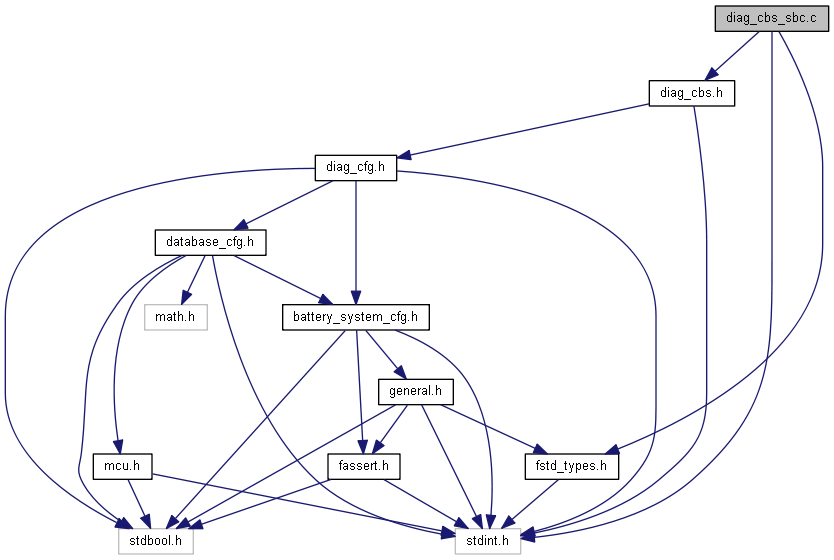 diag_cbs_sbc.c
diag_cbs.h
diag_cfg.h
database_cfg.h
math.h
battery_system_cfg.h
general.h
mcu.h
fassert.h
fstd_types.h
stdbool.h
stdint.h